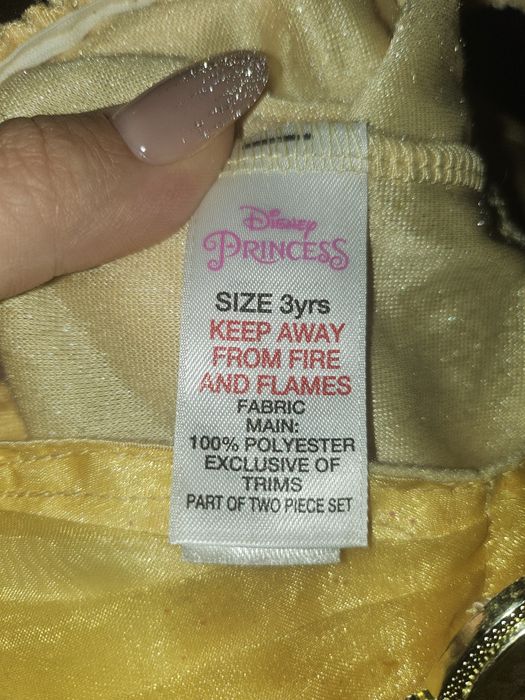 Disney
PRINCESS
SIZE 3yrs
KEEP AWAY
FROM FIRE
AND FLAMES
FABRIC
MAIN:
100% POLYESTER
EXCLUSIVE OF
TRIMS
PART OF TWO PIECE SET